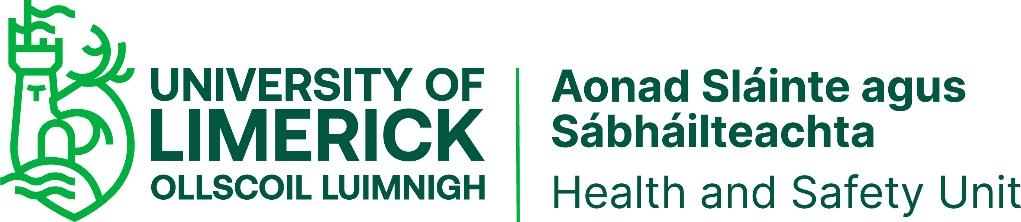 UNIVERSITY OF
LIMERICK
OLLSCOIL LUIMNIGH
Aonad Sláinte agus
Sábháilteachta
Health and Safety Unit